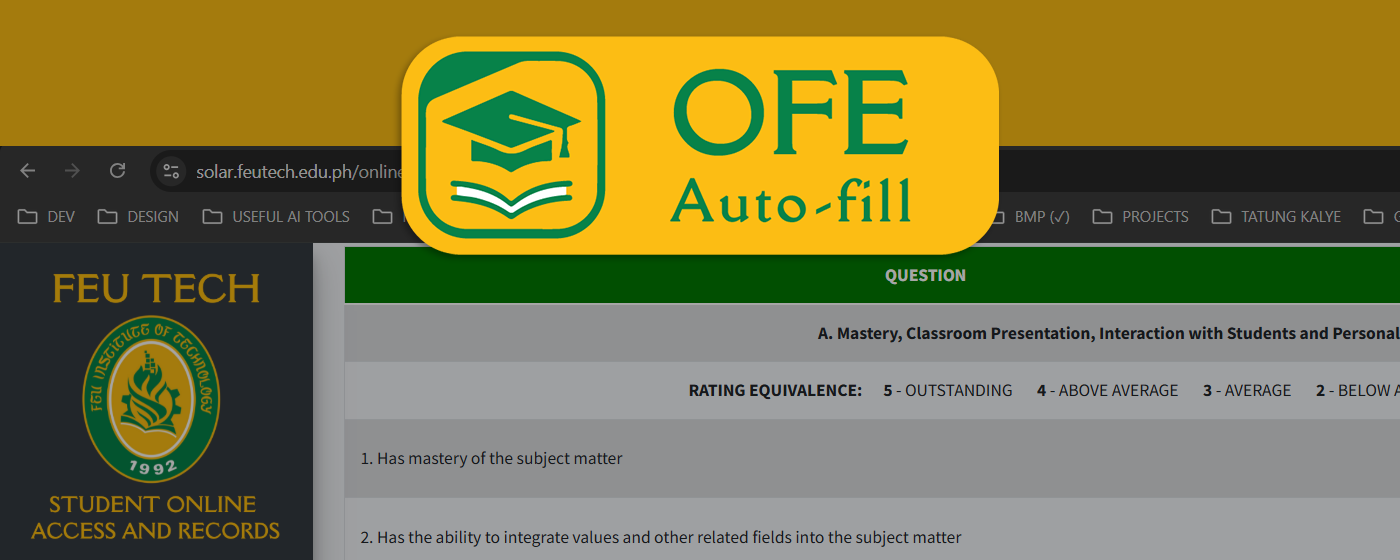 OFE
Auto-fill
solar.feutech.edu.ph/online
DEV DESIGN USEFUL AI TOOLS BMP (✓) PROJECTS TATUNG KALYE
FEU TECH
FEU INSTITUTE OF TECHNOLOGY
1992
STUDENT ONLINE
ACCESS AND RECORDS
QUESTION
A. Mastery, Classroom Presentation, Interaction with Students and Personal
RATING EQUIVALENCE: 5 - OUTSTANDING 4 - ABOVE AVERAGE 3 - AVERAGE 2 - BELOW A
1. Has mastery of the subject matter
2. Has the ability to integrate values and other related fields into the subject matter